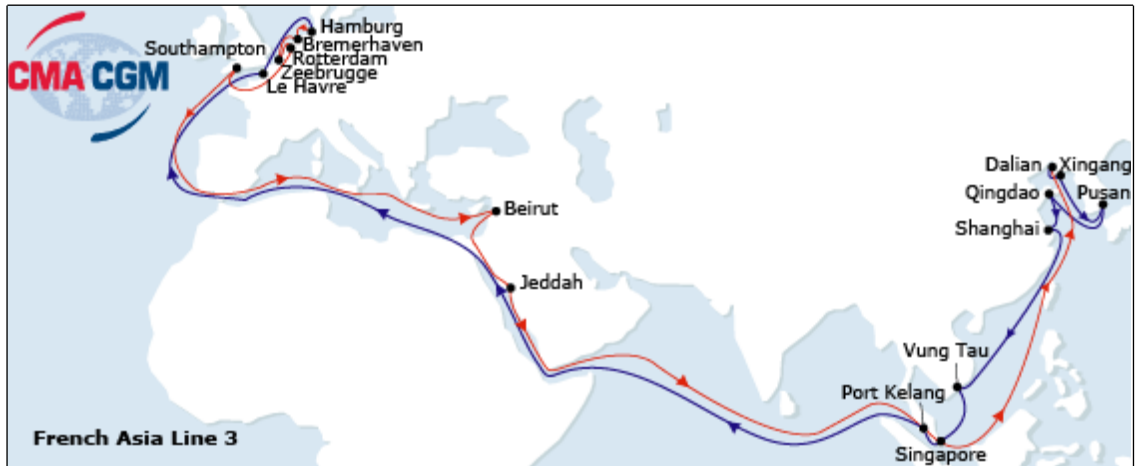 Hamburg
Southampton
Bremerhaven
Rotterdam
Zeebrugge
Le Havre
CMA CGM
Dalian Xingang
Qingdao Pusan
Beirut
Shanghai
Jeddah
Vung Tau
Port Kelang
French Asia Line 3
Singapore